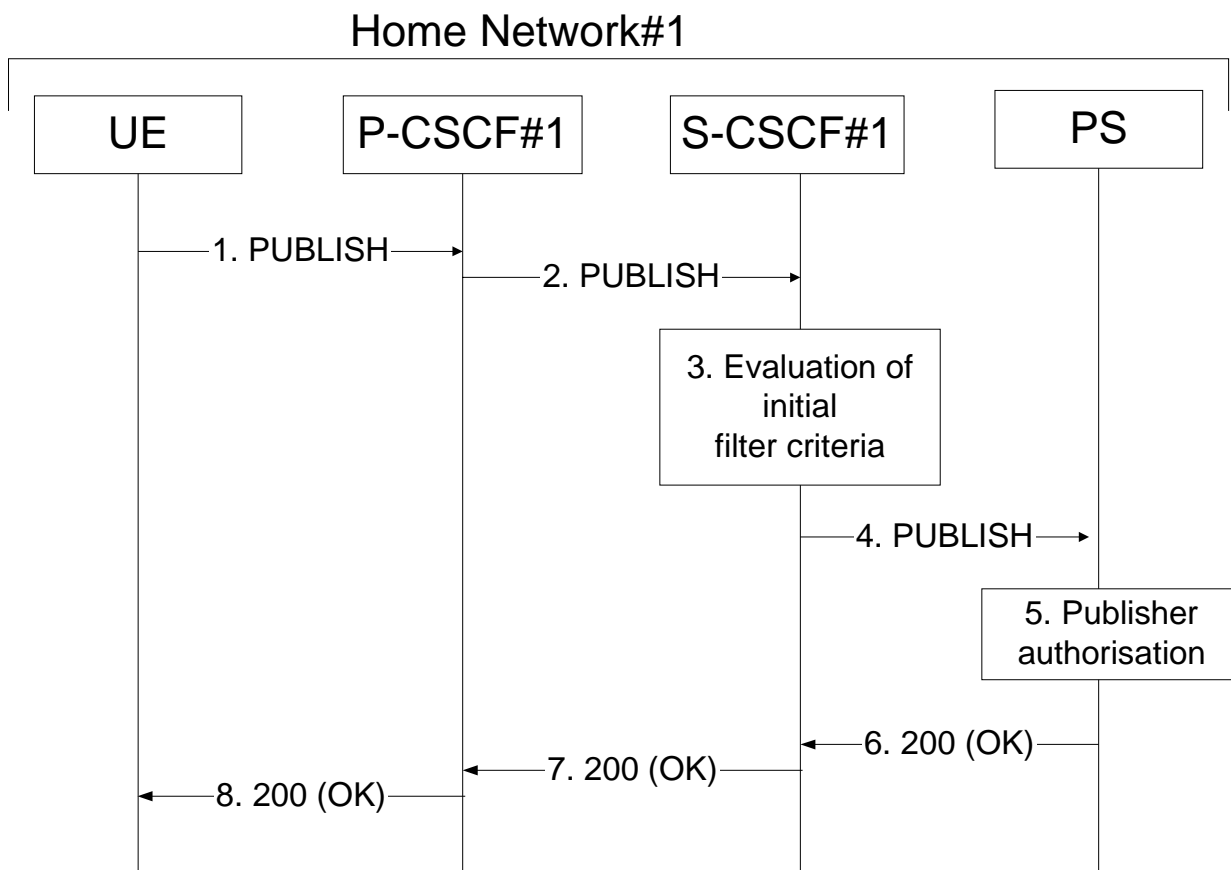 Home Network#1
UE
P-CSCF#1
S-CSCF#1
PS
1. PUBLISH
2. PUBLISH
3. Evaluation of
initial
filter criteria
4. PUBLISH
5. Publisher
authorisation
6. 200 (OK)
7. 200 (OK)
8. 200 (OK)